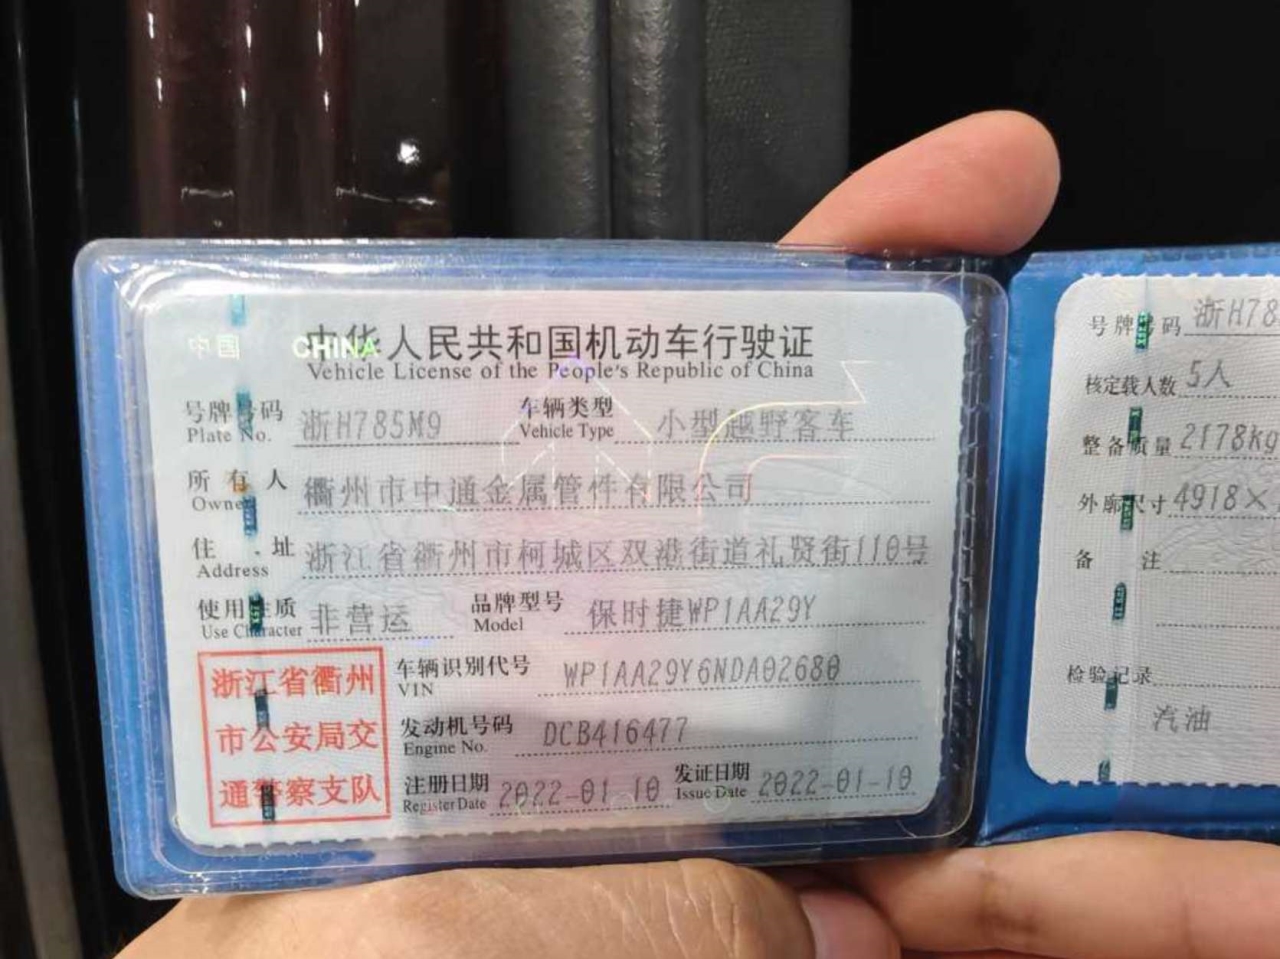 中国 CHINA
中华人民共和国机动车行驶证
Vehicle License of the People's Republic of China
号牌号码 浙H785M9 车辆类型 小型越野客车
Plate No. Vehicle Type
所有人 衢州市中通金属管件有限公司
Owner
住址 浙江省衢州市柯城区双港街道礼贤街110号
Address
使用性质 非营运 品牌型号 保时捷WP1AA29Y
Use Character Model
车辆识别代号 WP1AA29Y6NDA02680
VIN
发动机号码 DCB416477
Engine No.
注册日期 2022-01-10 发证日期 2022-01-10
Register Date Issue Date
浙江省衢州
市公安局交
通警察支队
号牌号码 浙H78
核定载人数 5人
整备质量 2178kg
外廓尺寸 4918×
备注
检验记录
汽油